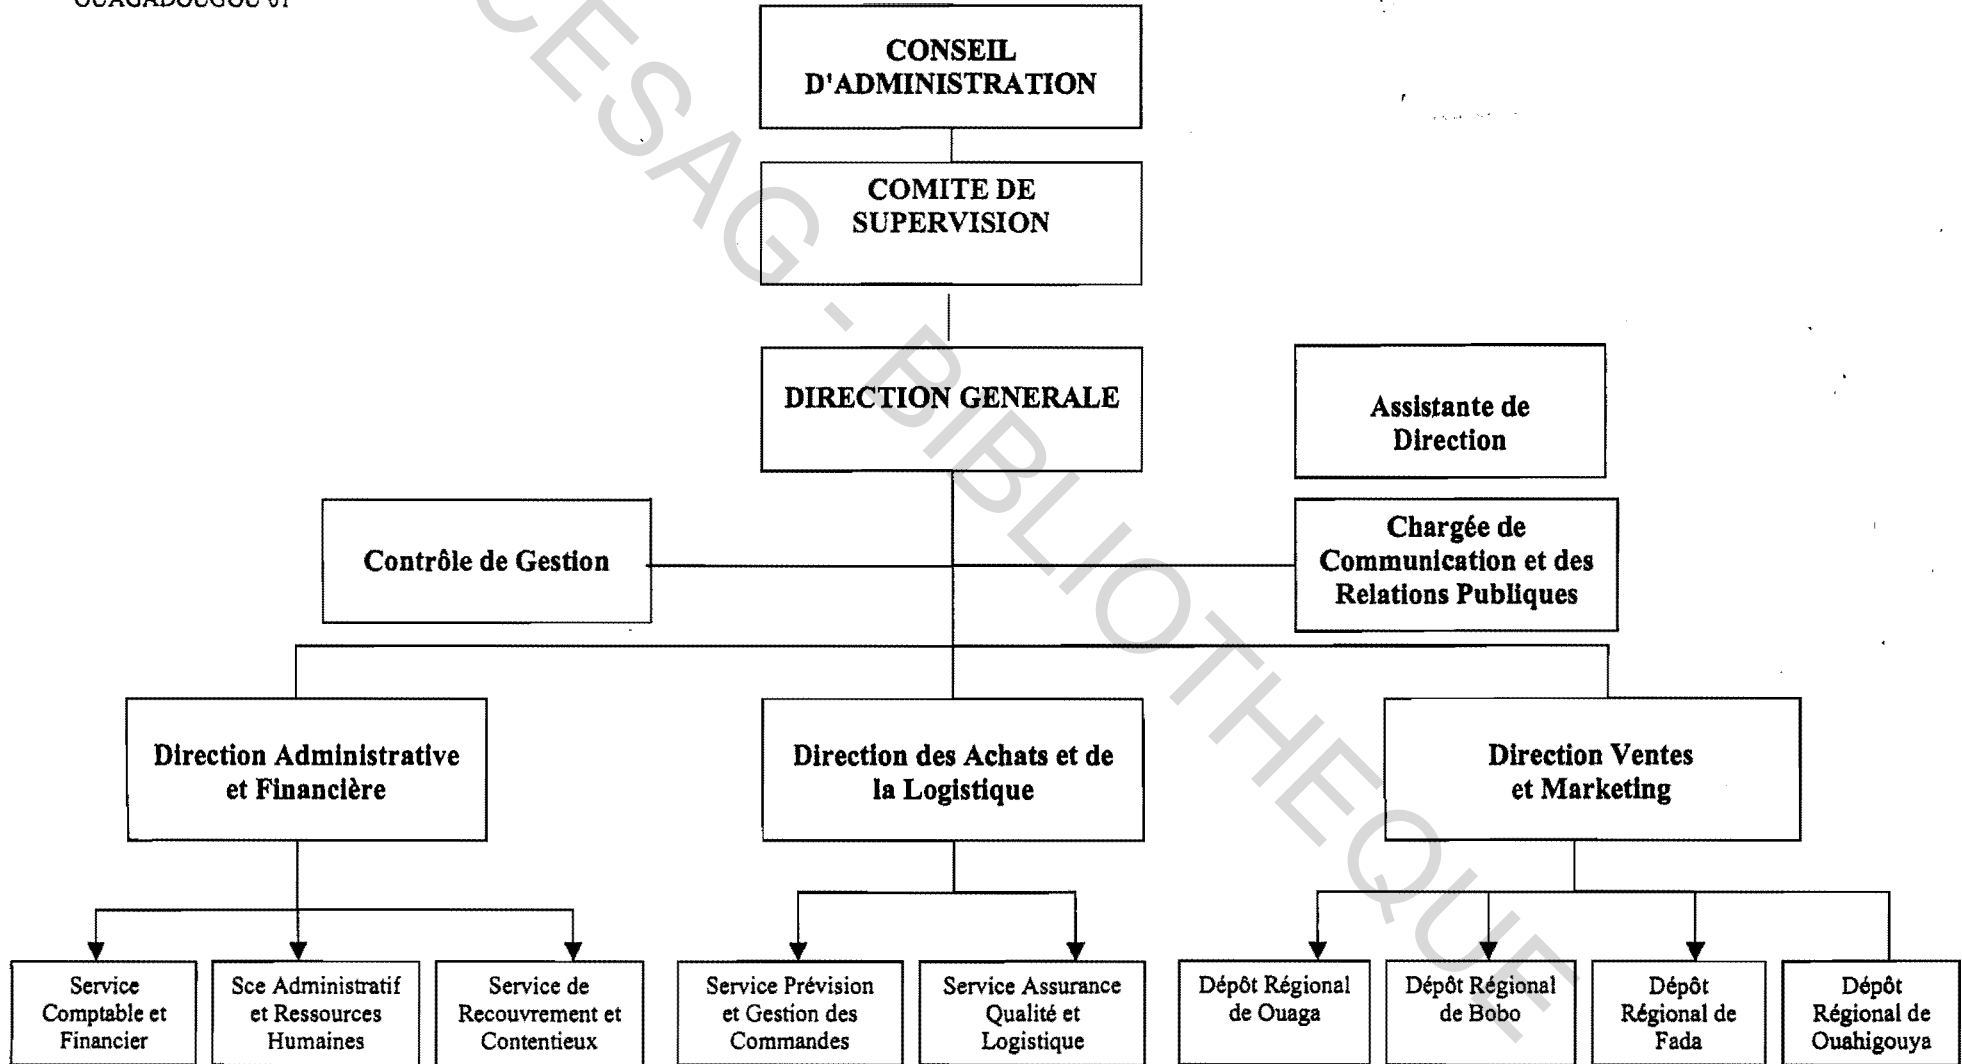 OUAGADOUGOU 01
CESAG - BIBLIOTHEQUE
CONSEIL
D'ADMINISTRATION
COMITE DE
SUPERVISION
DIRECTION GENERALE
Assistante de
Direction
Contrôle de Gestion
Chargée de
Communication et des
Relations Publiques
Direction Administrative
et Financière
Direction des Achats et de
la Logistique
Direction Ventes
et Marketing
Service
Comptable et
Financier
Sce Administratif
et Ressources
Humaines
Service de
Recouvrement et
Contentieux
Service Prévision
et Gestion des
Commandes
Service Assurance
Qualité et
Logistique
Dépôt Régional
de Ouaga
Dépôt Régional
de Bobo
Dépôt
Régional de
Fada
Dépôt
Régional de
Ouahigouya